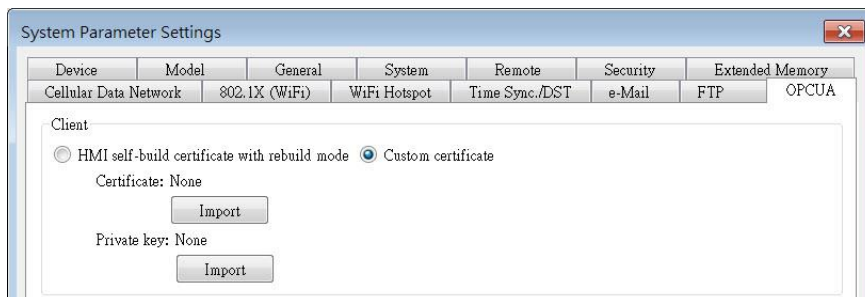 System Parameter Settings
Device Model General System Remote Security Extended Memory
Cellular Data Network 802.1X (WiFi) WiFi Hotspot Time Sync./DST e-Mail FTP OPCUA
Client
HMI self-build certificate with rebuild mode Custom certificate
Certificate: None
Import
Private key: None
Import